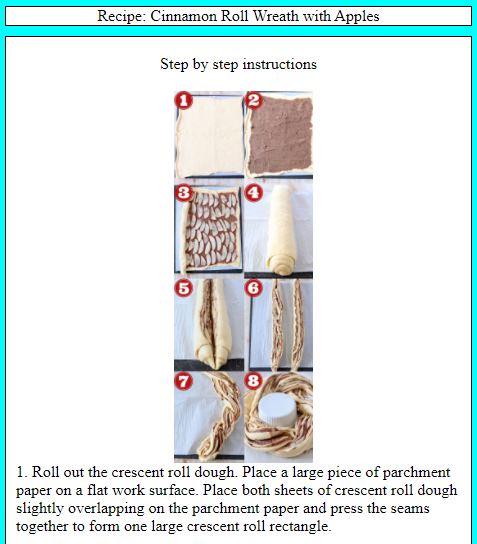 Recipe: Cinnamon Roll Wreath with Apples
Step by step instructions
1 2
3 4
5 6
7 8
1. Roll out the crescent roll dough. Place a large piece of parchment
paper on a flat work surface. Place both sheets of crescent roll dough
slightly overlapping on the parchment paper and press the seams
together to form one large crescent roll rectangle.